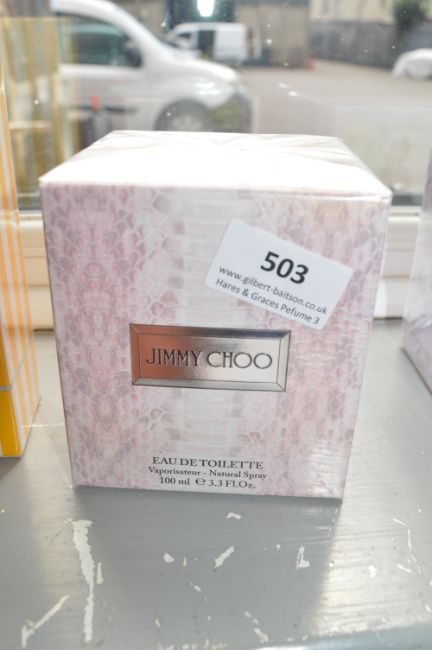 503
www.gilbert-baitson.co.uk
Hares & Graces Pefume 3
JIMMY CHOO
EAU DE TOILETTE
Vaporisateur - Natural Spray
100 ml ℮ 3.3 Fl.Oz.